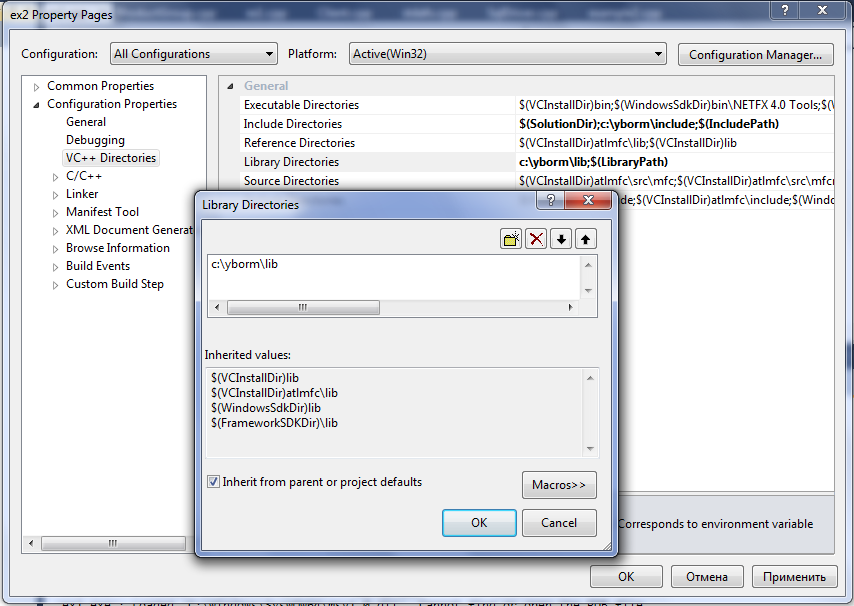 ex2 Property Pages
Configuration: All Configurations Platform: Active(Win32) Configuration Manager...
Common Properties
Configuration Properties
General
Debugging
VC++ Directories
C/C++
Linker
Manifest Tool
XML Document Generat
Browse Information
Build Events
Custom Build Step
General
Executable Directories $(VCInstallDir)bin;$(WindowsSdkDir)bin\NETFX 4.0 Tools;$(V
Include Directories $(SolutionDir);c:\yborm\include;$(IncludePath)
Reference Directories $(VCInstallDir)atlmfc\lib;$(VCInstallDir)lib
Library Directories c:\yborm\lib;$(LibraryPath)
Source Directories $(VCInstallDir)atlmfc\src\mfc;$(VCInstallDir)atlmfc\src\mfcm
de;$(VCInstallDir)atlmfc\include;$(Windo
Library Directories
c:\yborm\lib
Inherited values:
$(VCInstallDir)lib
$(VCInstallDir)atlmfc\lib
$(WindowsSdkDir)lib
$(FrameworkSDKDir)\lib
Inherit from parent or project defaults
Macros>>
OK Cancel
Corresponds to environment variable
OK Отмена Применить